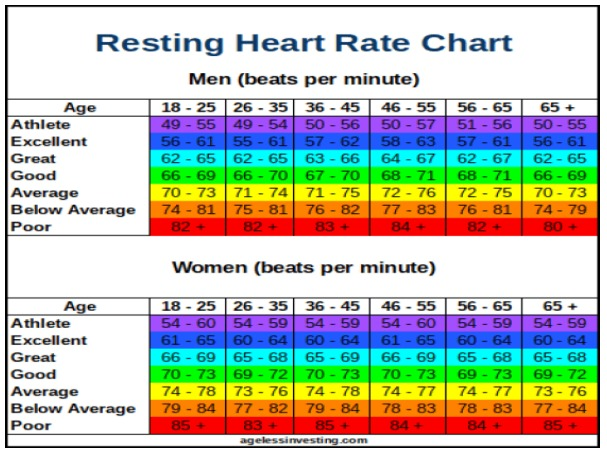 Resting Heart Rate Chart
Men (beats per minute)
Age 18 - 25 26 - 35 36 - 45 46 - 55 56 - 65 65 +
Athlete 49 - 55 49 - 54 50 - 56 50 - 57 51 - 56 50 - 55
Excellent 56 - 61 55 - 61 57 - 62 58 - 63 57 - 61 56 - 61
Great 62 - 65 62 - 65 63 - 66 64 - 67 62 - 67 62 - 65
Good 66 - 69 66 - 70 67 - 70 68 - 71 68 - 71 66 - 69
Average 70 - 73 71 - 74 71 - 75 72 - 76 72 - 75 70 - 73
Below Average 74 - 81 75 - 81 76 - 82 77 - 83 76 - 81 74 - 79
Poor 82 + 82 + 83 + 84 + 82 + 80 +
Women (beats per minute)
Age 18 - 25 26 - 35 36 - 45 46 - 55 56 - 65 65 +
Athlete 54 - 60 54 - 59 54 - 59 54 - 60 54 - 59 54 - 59
Excellent 61 - 65 60 - 64 60 - 64 61 - 65 60 - 64 60 - 64
Great 66 - 69 65 - 68 65 - 69 66 - 69 65 - 68 65 - 68
Good 70 - 73 69 - 72 70 - 73 70 - 73 69 - 73 69 - 72
Average 74 - 78 73 - 76 74 - 78 74 - 77 74 - 77 73 - 76
Below Average 79 - 84 77 - 82 79 - 84 78 - 83 78 - 83 77 - 84
Poor 85 + 83 + 85 + 84 + 84 + 85 +
agelessinvesting.com